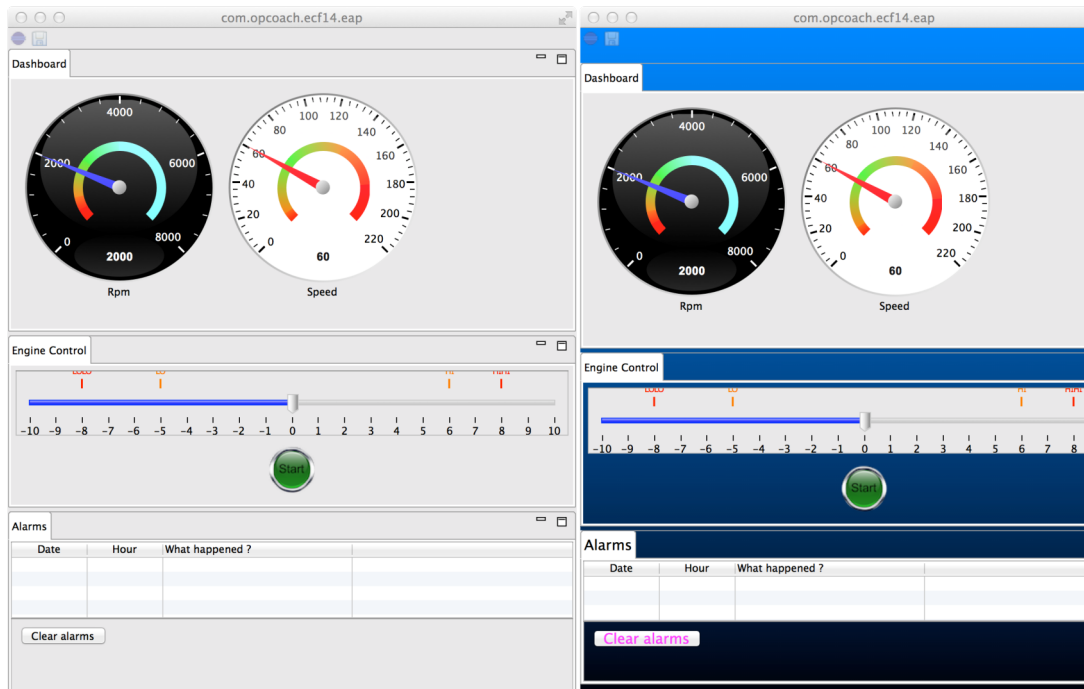 com.opcoach.ecf14.eap
Dashboard
0 2000 4000 6000 8000
2000
Rpm
0 20 40 60 80 100 120 140 160 180 200 220
60
Speed
Engine Control
LOLO LO HI HIHI
-10 -9 -8 -7 -6 -5 -4 -3 -2 -1 0 1 2 3 4 5 6 7 8 9 10
Start
Alarms
Date Hour What happened ?
Clear alarms
com.opcoach.ecf14.eap
Dashboard
0 2000 4000 6000 8000
2000
Rpm
0 20 40 60 80 100 120 140 160 180 200 220
60
Speed
Engine Control
LOLO LO HI HIHI
-10 -9 -8 -7 -6 -5 -4 -3 -2 -1 0 1 2 3 4 5 6 7 8
Start
Alarms
Date Hour What happened ?
Clear alarms